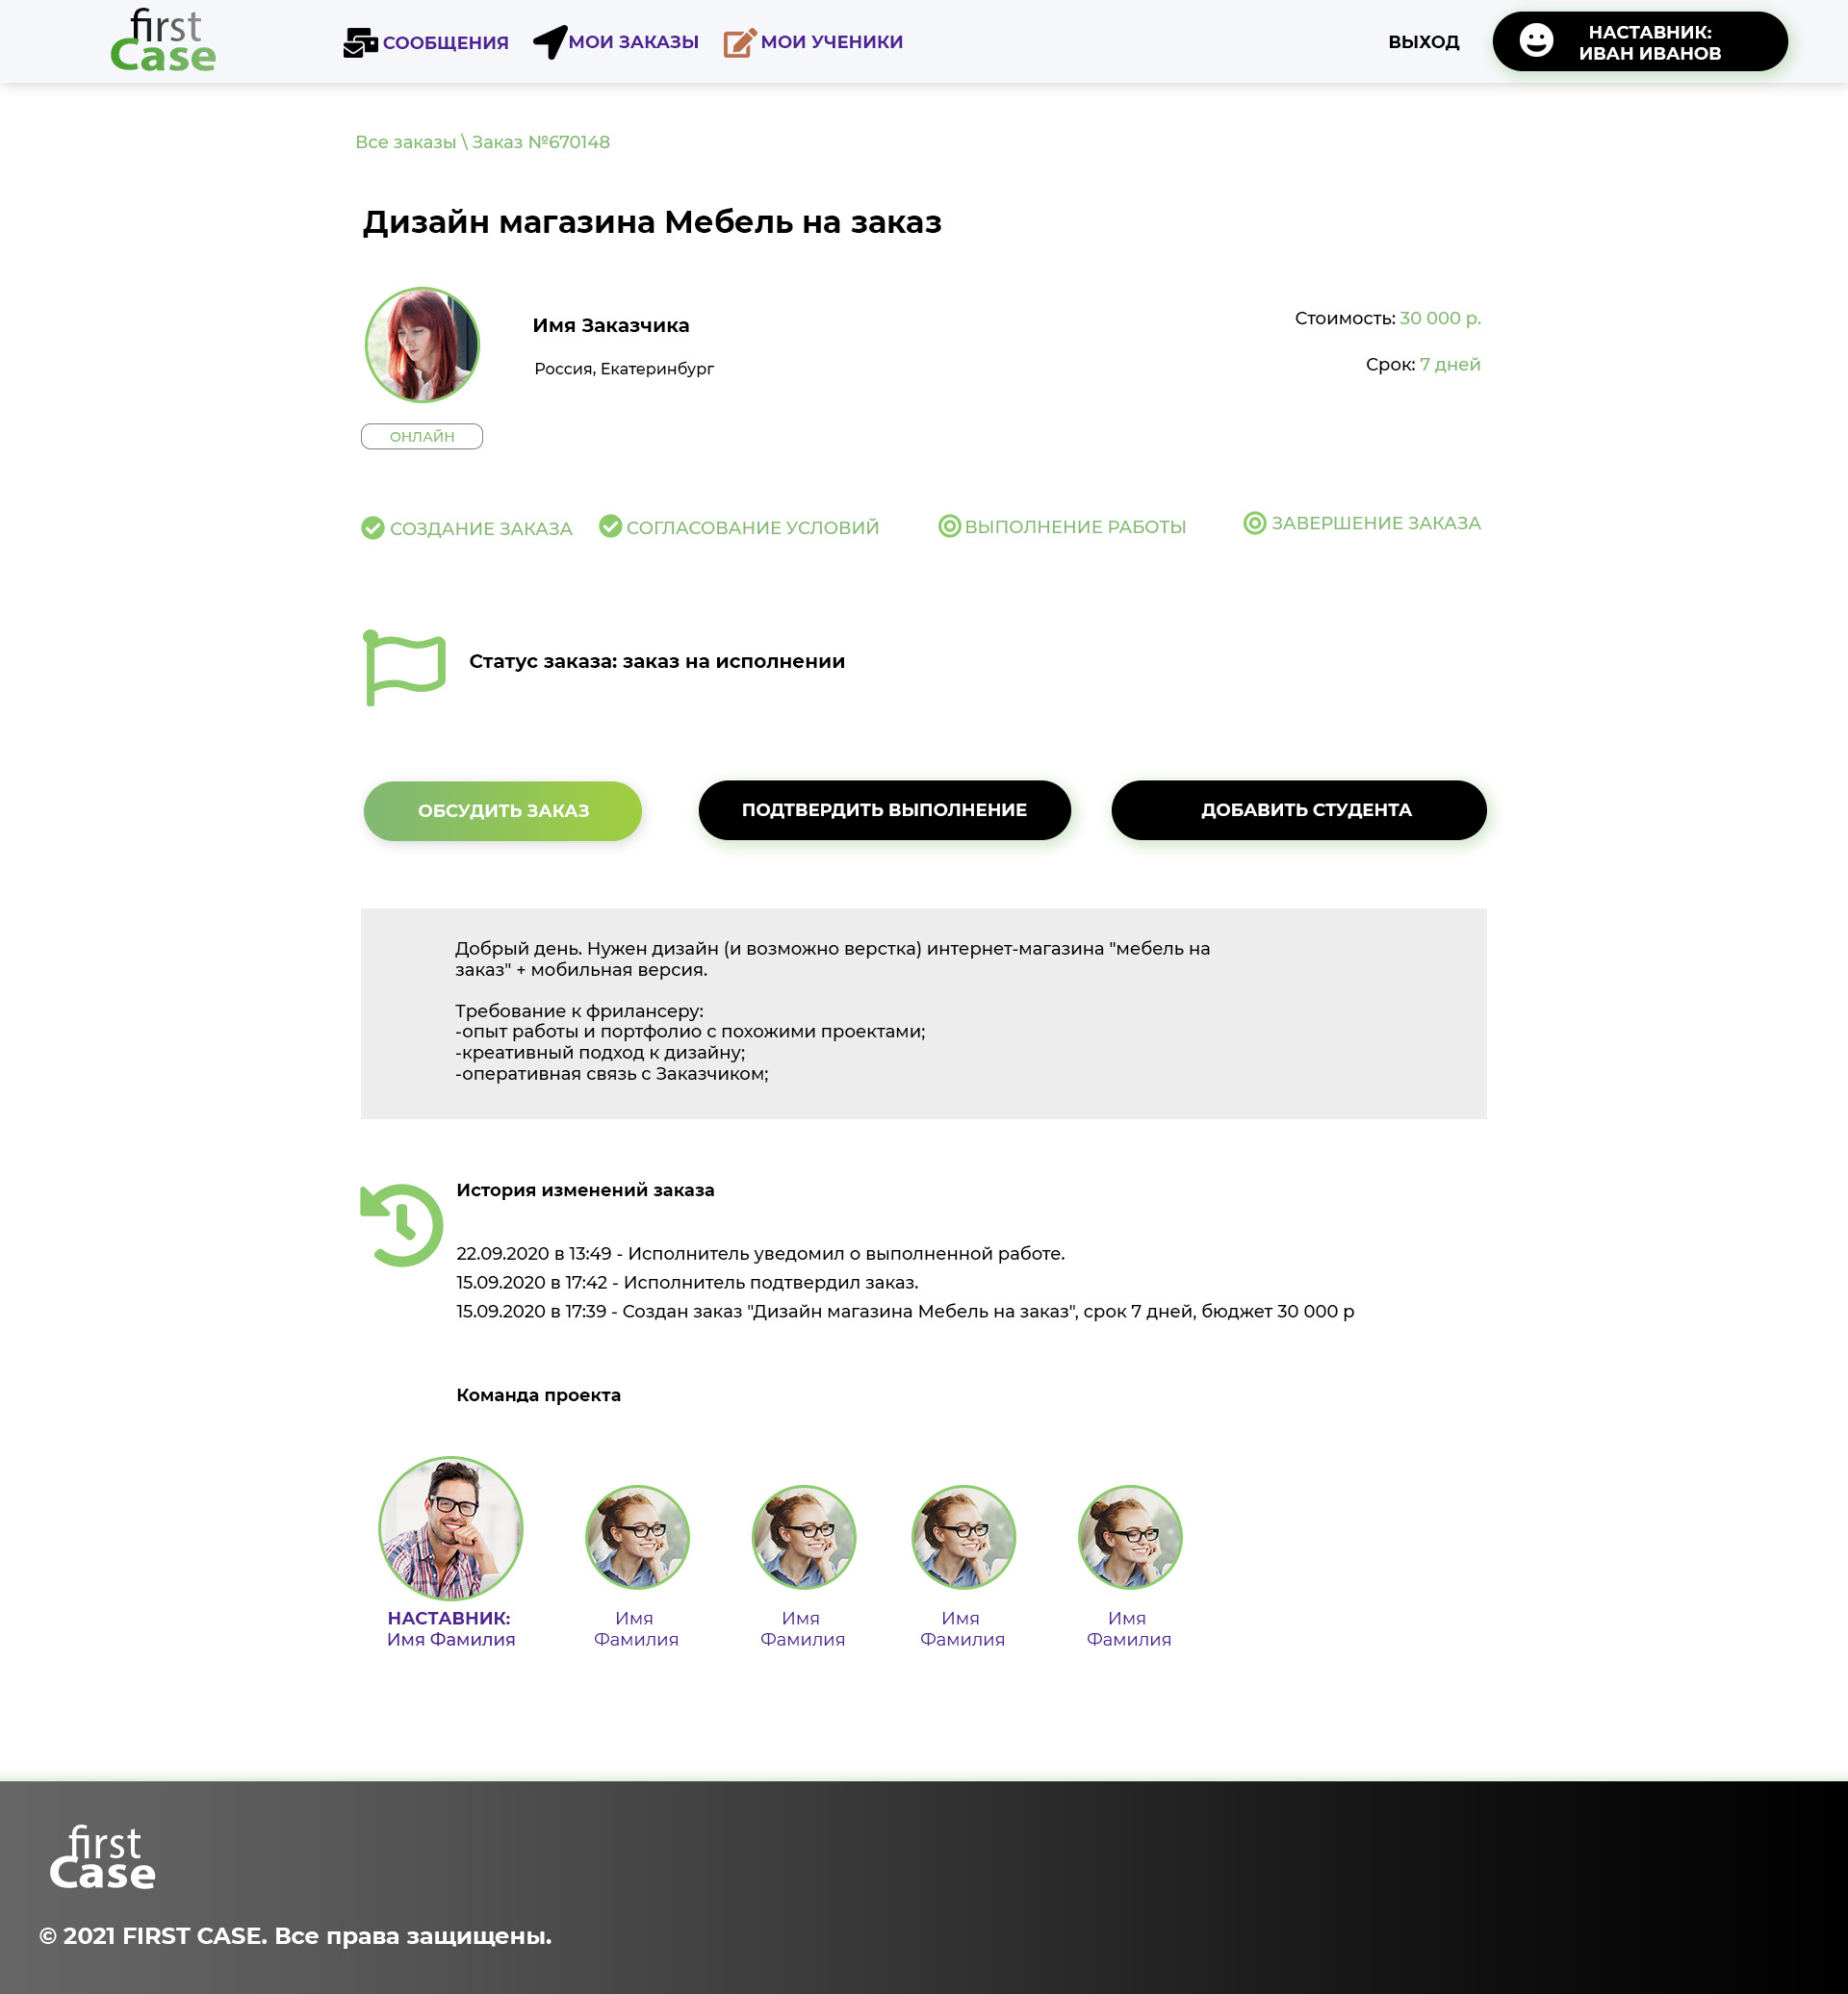 first
Case
СООБЩЕНИЯ
МОИ ЗАКАЗЫ
МОИ УЧЕНИКИ
ВЫХОД
НАСТАВНИК:
ИВАН ИВАНОВ
Все заказы \ Заказ №670148
Дизайн магазина Мебель на заказ
Имя Заказчика
Россия, Екатеринбург
Стоимость: 30 000 р.
Срок: 7 дней
ОНЛАЙН
СОЗДАНИЕ ЗАКАЗА
СОГЛАСОВАНИЕ УСЛОВИЙ
ВЫПОЛНЕНИЕ РАБОТЫ
ЗАВЕРШЕНИЕ ЗАКАЗА
Статус заказа: заказ на исполнении
ОБСУДИТЬ ЗАКАЗ
ПОДТВЕРДИТЬ ВЫПОЛНЕНИЕ
ДОБАВИТЬ СТУДЕНТА
Добрый день. Нужен дизайн (и возможно верстка) интернет-магазина "мебель на
заказ" + мобильная версия.
Требование к фрилансеру:
-опыт работы и портфолио с похожими проектами;
-креативный подход к дизайну;
-оперативная связь с Заказчиком;
История изменений заказа
22.09.2020 в 13:49 - Исполнитель уведомил о выполненной работе.
15.09.2020 в 17:42 - Исполнитель подтвердил заказ.
15.09.2020 в 17:39 - Создан заказ "Дизайн магазина Мебель на заказ", срок 7 дней, бюджет 30 000 р
Команда проекта
НАСТАВНИК:
Имя Фамилия
Имя
Фамилия
Имя
Фамилия
Имя
Фамилия
Имя
Фамилия
first
Case
© 2021 FIRST CASE. Все права защищены.